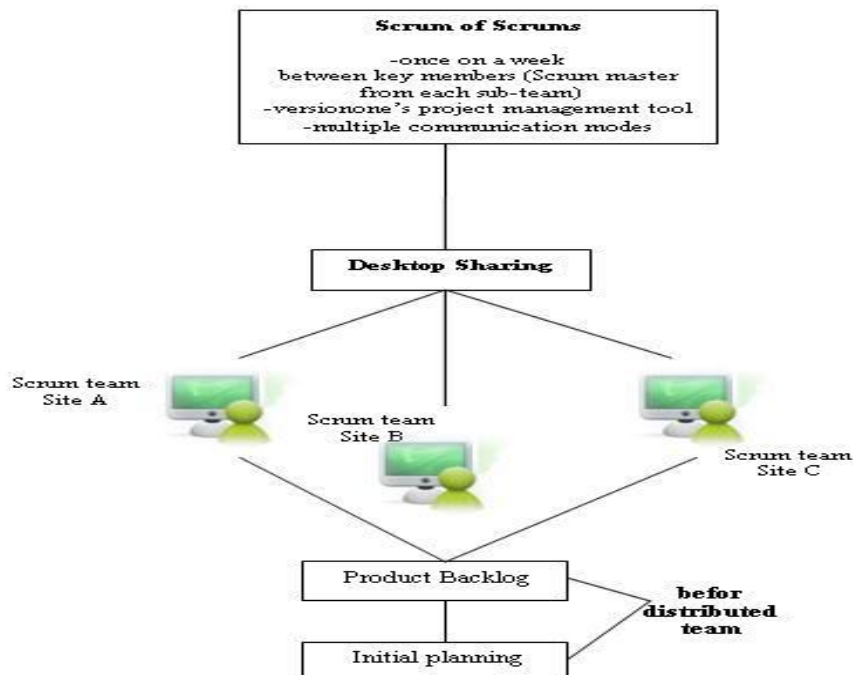 Scrum of Scrums
-once on a week
between key members (Scrum master
from each sub-team)
-versionone's project management tool
-multiple communication modes
Desktop Sharing
Scrum team
Site A
Scrum team
Site B
Scrum team
Site C
Product Backlog
befor
distributed
team
Initial planning